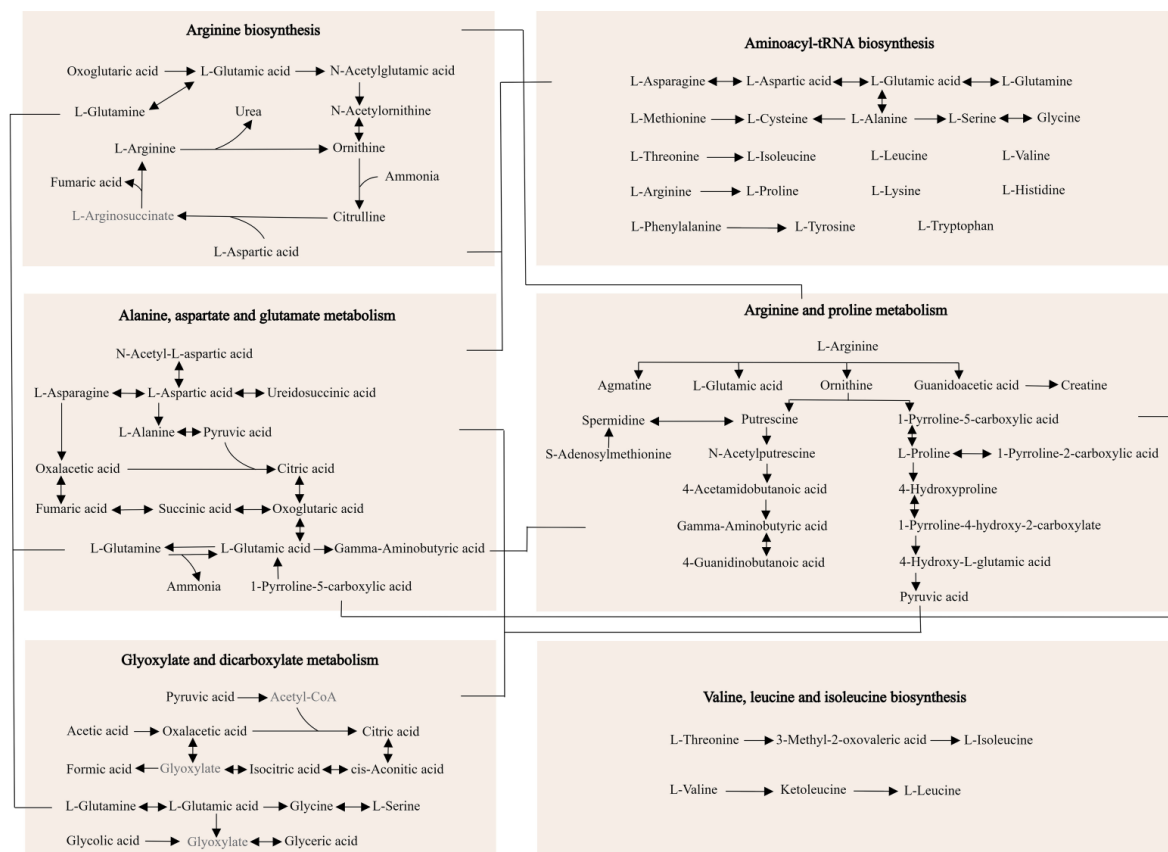 Arginine biosynthesis
Oxoglutaric acid L-Glutamic acid N-Acetylglutamic acid
L-Glutamine Urea N-Acetylornithine
L-Arginine Ornithine
Fumaric acid Ammonia
L-Arginosuccinate Citrulline
L-Aspartic acid
Aminoacyl-tRNA biosynthesis
L-Asparagine L-Aspartic acid L-Glutamic acid L-Glutamine
L-Methionine L-Cysteine L-Alanine L-Serine Glycine
L-Threonine L-Isoleucine L-Leucine L-Valine
L-Arginine L-Proline L-Lysine L-Histidine
L-Phenylalanine L-Tyrosine L-Tryptophan
Alanine, aspartate and glutamate metabolism
N-Acetyl-L-aspartic acid
L-Asparagine L-Aspartic acid Ureidosuccinic acid
L-Alanine Pyruvic acid
Oxalacetic acid Citric acid
Fumaric acid Succinic acid Oxoglutaric acid
L-Glutamine L-Glutamic acid Gamma-Aminobutyric acid
Ammonia 1-Pyrroline-5-carboxylic acid
Arginine and proline metabolism
L-Arginine
Agmatine L-Glutamic acid Ornithine Guanidoacetic acid Creatine
Spermidine Putrescine 1-Pyrroline-5-carboxylic acid
S-Adenosylmethionine N-Acetylputrescine L-Proline 1-Pyrroline-2-carboxylic acid
4-Acetamidobutanoic acid 4-Hydroxyproline
Gamma-Aminobutyric acid 1-Pyrroline-4-hydroxy-2-carboxylate
4-Guanidinobutanoic acid 4-Hydroxy-L-glutamic acid
Pyruvic acid
Glyoxylate and dicarboxylate metabolism
Pyruvic acid Acetyl-CoA
Acetic acid Oxalacetic acid Citric acid
Formic acid Glyoxylate Isocitric acid cis-Aconitic acid
L-Glutamine L-Glutamic acid Glycine L-Serine
Glycolic acid Glyoxylate Glyceric acid
Valine, leucine and isoleucine biosynthesis
L-Threonine 3-Methyl-2-oxovaleric acid L-Isoleucine
L-Valine Ketoleucine L-Leucine